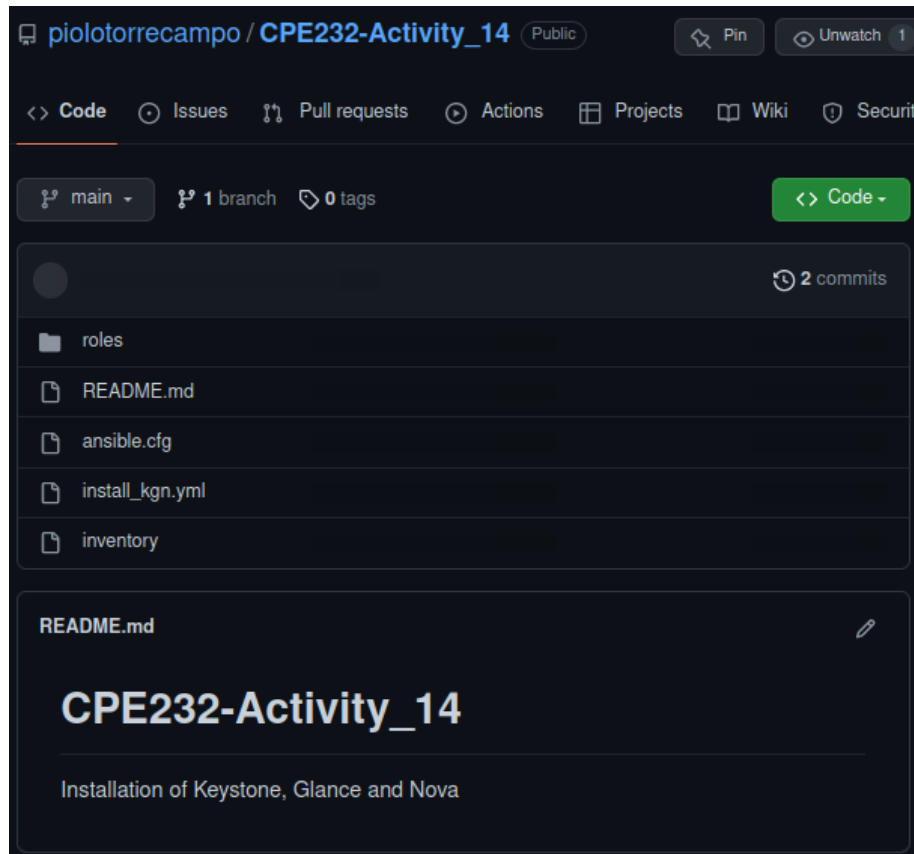 piolotorrecampo / CPE232-Activity_14 Public Pin Unwatch 1
<> Code Issues Pull requests Actions Projects Wiki Securit
main 1 branch 0 tags <> Code
2 commits
roles
README.md
ansible.cfg
install_kgn.yml
inventory
README.md
CPE232-Activity_14
Installation of Keystone, Glance and Nova